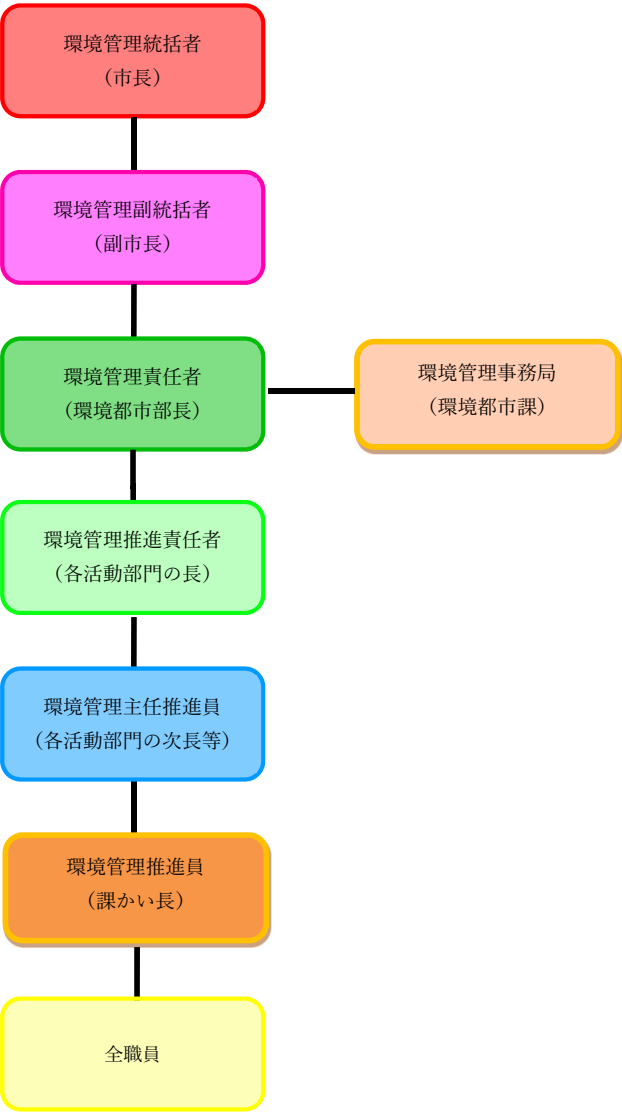 環境管理統括者
（市長）
環境管理副統括者
（副市長）
環境管理責任者
（環境都市部長）
環境管理事務局
（環境都市課）
環境管理推進責任者
（各活動部門の長）
環境管理主任推進員
（各活動部門の次長等）
環境管理推進員
（課かい長）
全職員